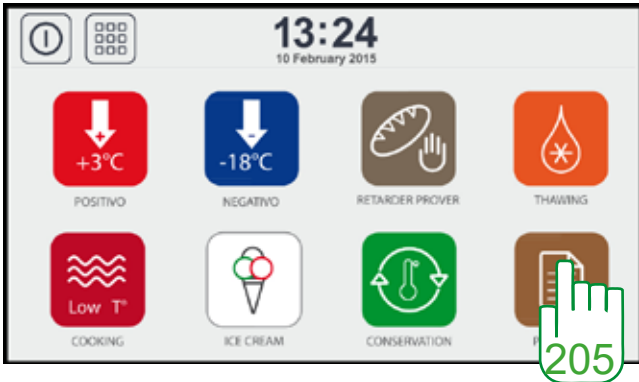 13:24
10 February 2015
+3°C
-18°C
POSITIVO
NEGATIVO
RETARDER PROVER
THAWING
Low T°
COOKING
ICE CREAM
CONSERVATION
205